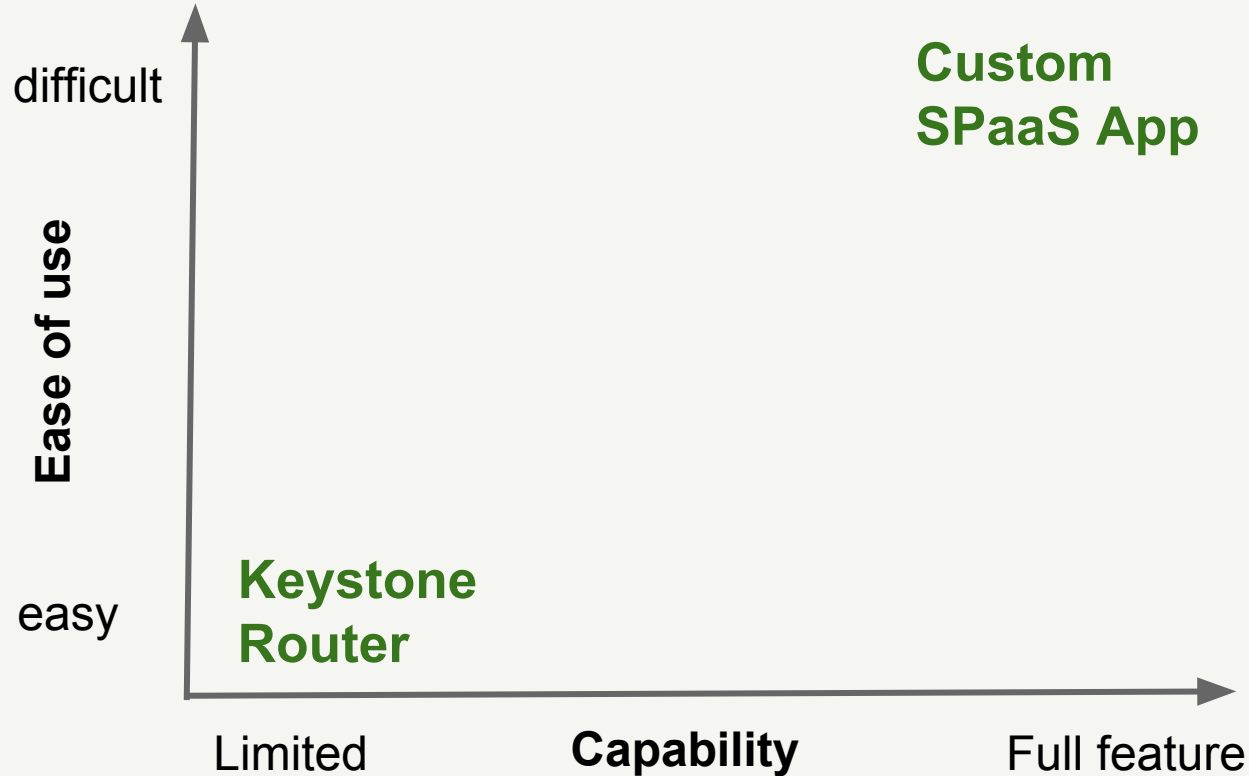 difficult
Custom
SPaaS App
Ease of use
Keystone
Router
easy
Limited
Capability
Full feature